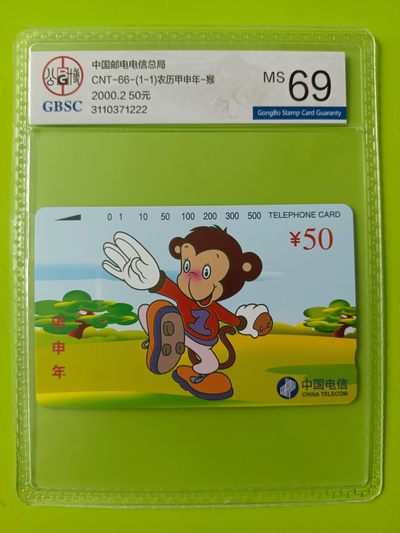 中国邮电电信总局
CNT-66-(1-1)农历甲申年-猴
2000.2 50元
3110371222
公博
GBSC
MS 69
GongBo Stamp Card Guaranty
0 1 10 50 100 200 300 500 TELEPHONE CARD
¥50
1
甲申年
中国电信
CHINA TELECOM